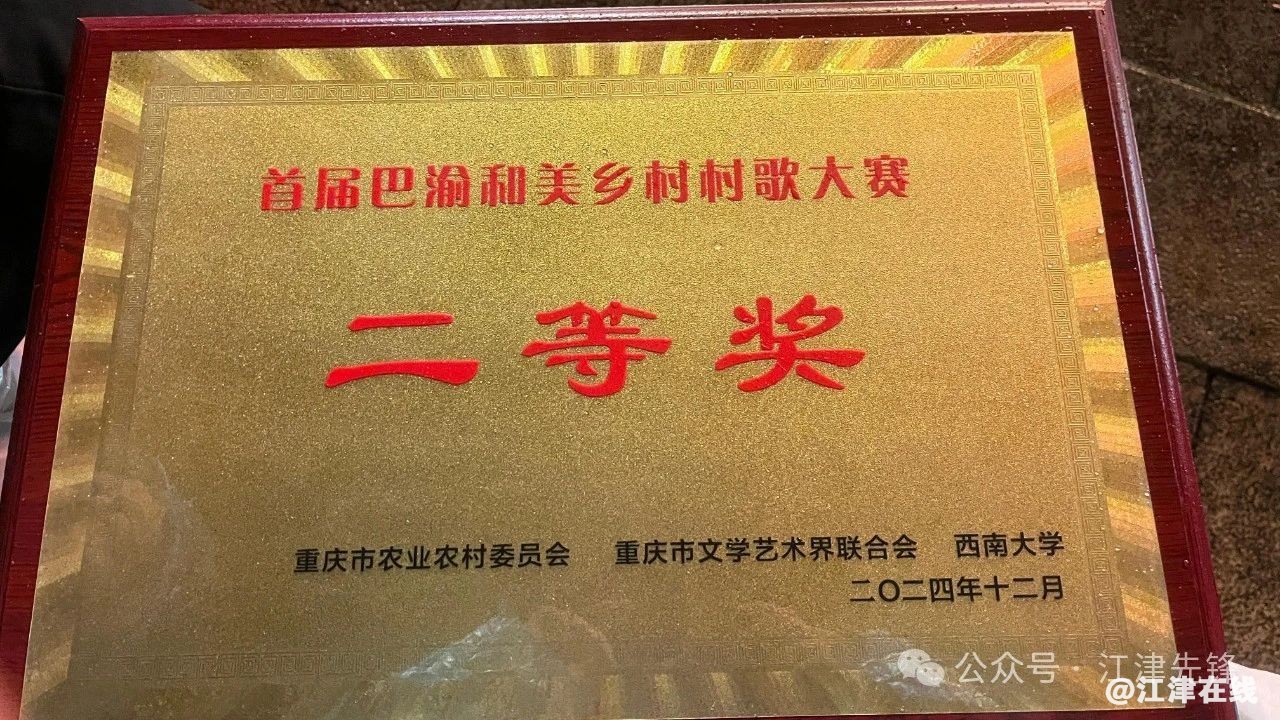 首届巴渝和美乡村村歌大赛
二等奖
重庆市农业农村委员会 重庆市文学艺术界联合会 西南大学
二〇二四年十二月
公众号 江津先锋
@江津在线